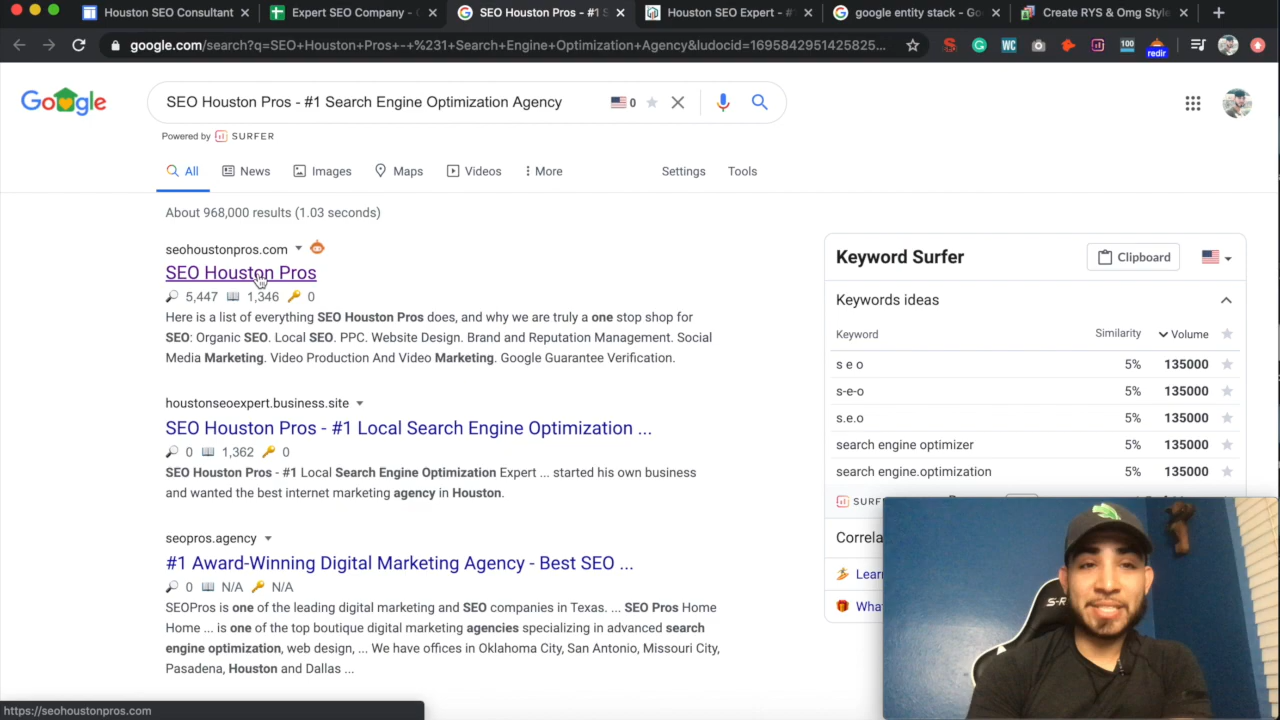 Houston SEO Consultant
Expert SEO Company -
SEO Houston Pros - #1 S
Houston SEO Expert - #
google entity stack - Go
Create RYS & Omg Style
google.com/search?q=SEO+Houston+Pros+-+%231+Search+Engine+Optimization+Agency&ludocid=1695842951425825...
WC
100
redir
Google
SEO Houston Pros - #1 Search Engine Optimization Agency
0
Powered by SURFER
All News Images Maps Videos More Settings Tools
About 968,000 results (1.03 seconds)
seohoustonpros.com
SEO Houston Pros
5,447 1,346 0
Here is a list of everything SEO Houston Pros does, and why we are truly a one stop shop for
SEO: Organic SEO. Local SEO. PPC. Website Design. Brand and Reputation Management. Social
Media Marketing. Video Production And Video Marketing. Google Guarantee Verification.
houstonseoexpert.business.site
SEO Houston Pros - #1 Local Search Engine Optimization ...
0 1,362 0
SEO Houston Pros - #1 Local Search Engine Optimization Expert ... started his own business
and wanted the best internet marketing agency in Houston.
seopros.agency
#1 Award-Winning Digital Marketing Agency - Best SEO ...
0 N/A N/A
SEOPros is one of the leading digital marketing and SEO companies in Texas. ... SEO Pros Home
Home ... is one of the top boutique digital marketing agencies specializing in advanced search
engine optimization, web design, ... We have offices in Oklahoma City, San Antonio, Missouri City,
Pasadena, Houston and Dallas ...
https://seohoustonpros.com
Keyword Surfer Clipboard
Keywords ideas
Keyword Similarity Volume
s e o 5% 135000
s-e-o 5% 135000
s.e.o 5% 135000
search engine optimizer 5% 135000
search engine.optimization 5% 135000
SURF
Correla
Learn
Wha
S-R